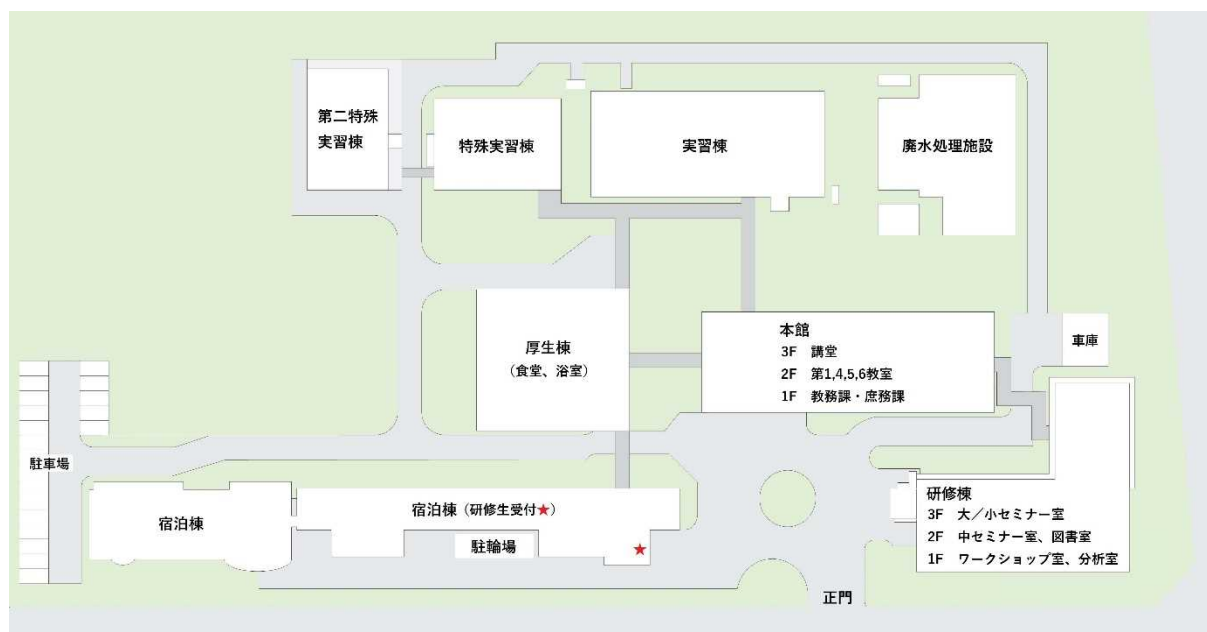 第二特殊
実習棟
特殊実習棟
実習棟
廃水処理施設
厚生棟
（食堂、浴室）
本館
3F 講堂
2F 第1,4,5,6教室
1F 教務課・庶務課
車庫
駐車場
宿泊棟
宿泊棟（研修生受付★）
駐輪場
★
研修棟
3F 大／小セミナー室
2F 中セミナー室、図書室
1F ワークショップ室、分析室
正門